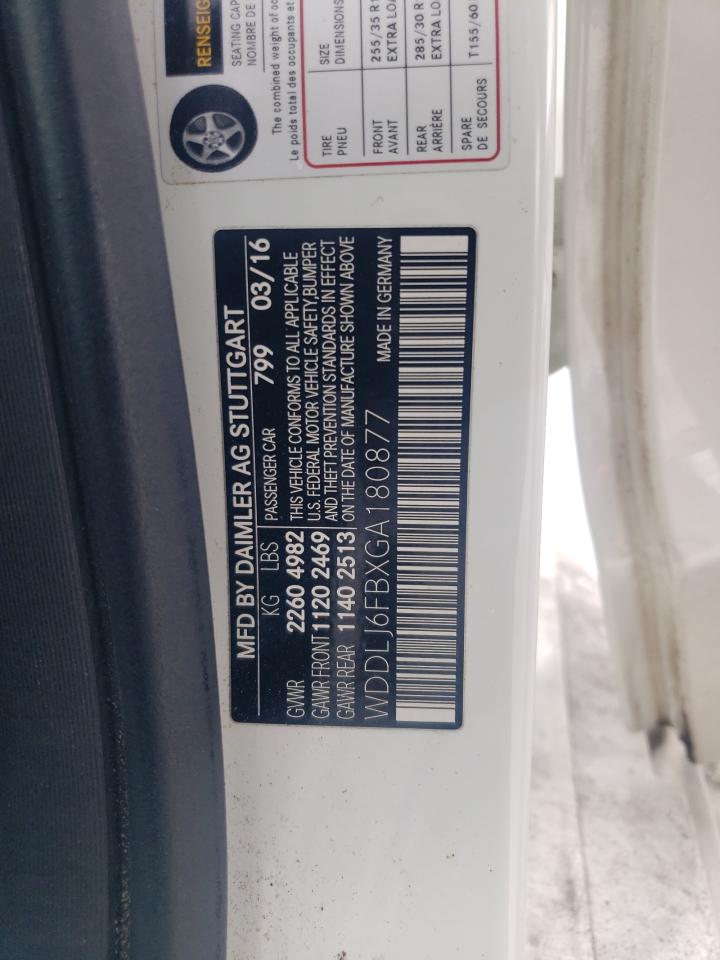 RENSEIG
SEATING CAP
NOMBRE DE
The combined weight of oc
Le poids total des occupants et
TIRE SIZE
PNEU DIMENSIONS
FRONT 255/35 R1
AVANT EXTRA LOA
REAR 285/30 R
ARRIÈRE EXTRA LO
SPARE T155/60
DE SECOURS
MFD BY DAIMLER AG STUTTGART
KG LBS PASSENGER CAR 799 03/16
GVWR 2260 4982 THIS VEHICLE CONFORMS TO ALL APPLICABLE
GAWR FRONT 1120 2469 U.S. FEDERAL MOTOR VEHICLE SAFETY,BUMPER
AND THEFT PREVENTION STANDARDS IN EFFECT
GAWR REAR 1140 2513 ON THE DATE OF MANUFACTURE SHOWN ABOVE
WDDLJ6FBXGA180877 MADE IN GERMANY